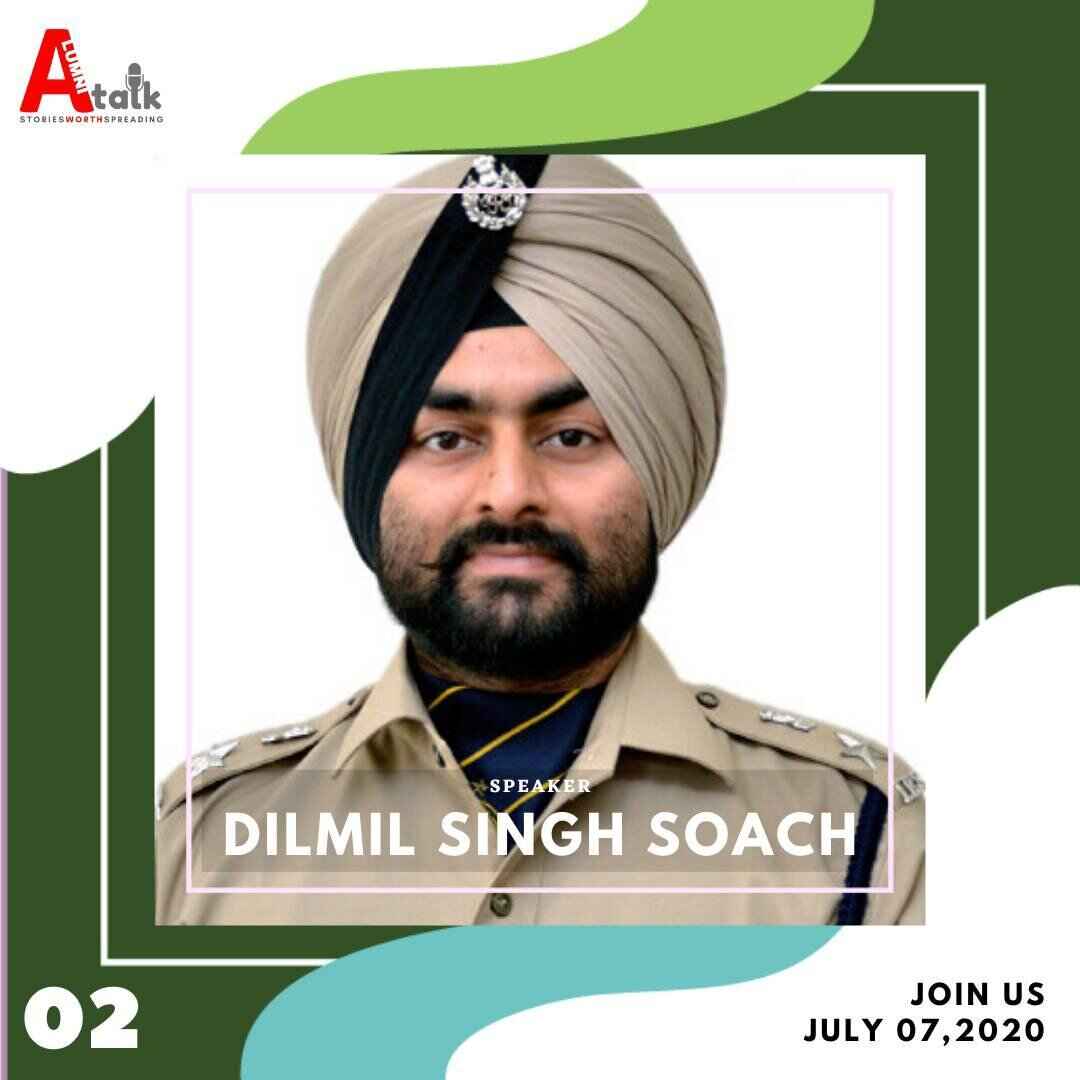 ALUMNI
talk
STORIESWORTHSPREADING
SPEAKER
DILMIL SINGH SOACH
02
JOIN US
JULY 07,2020